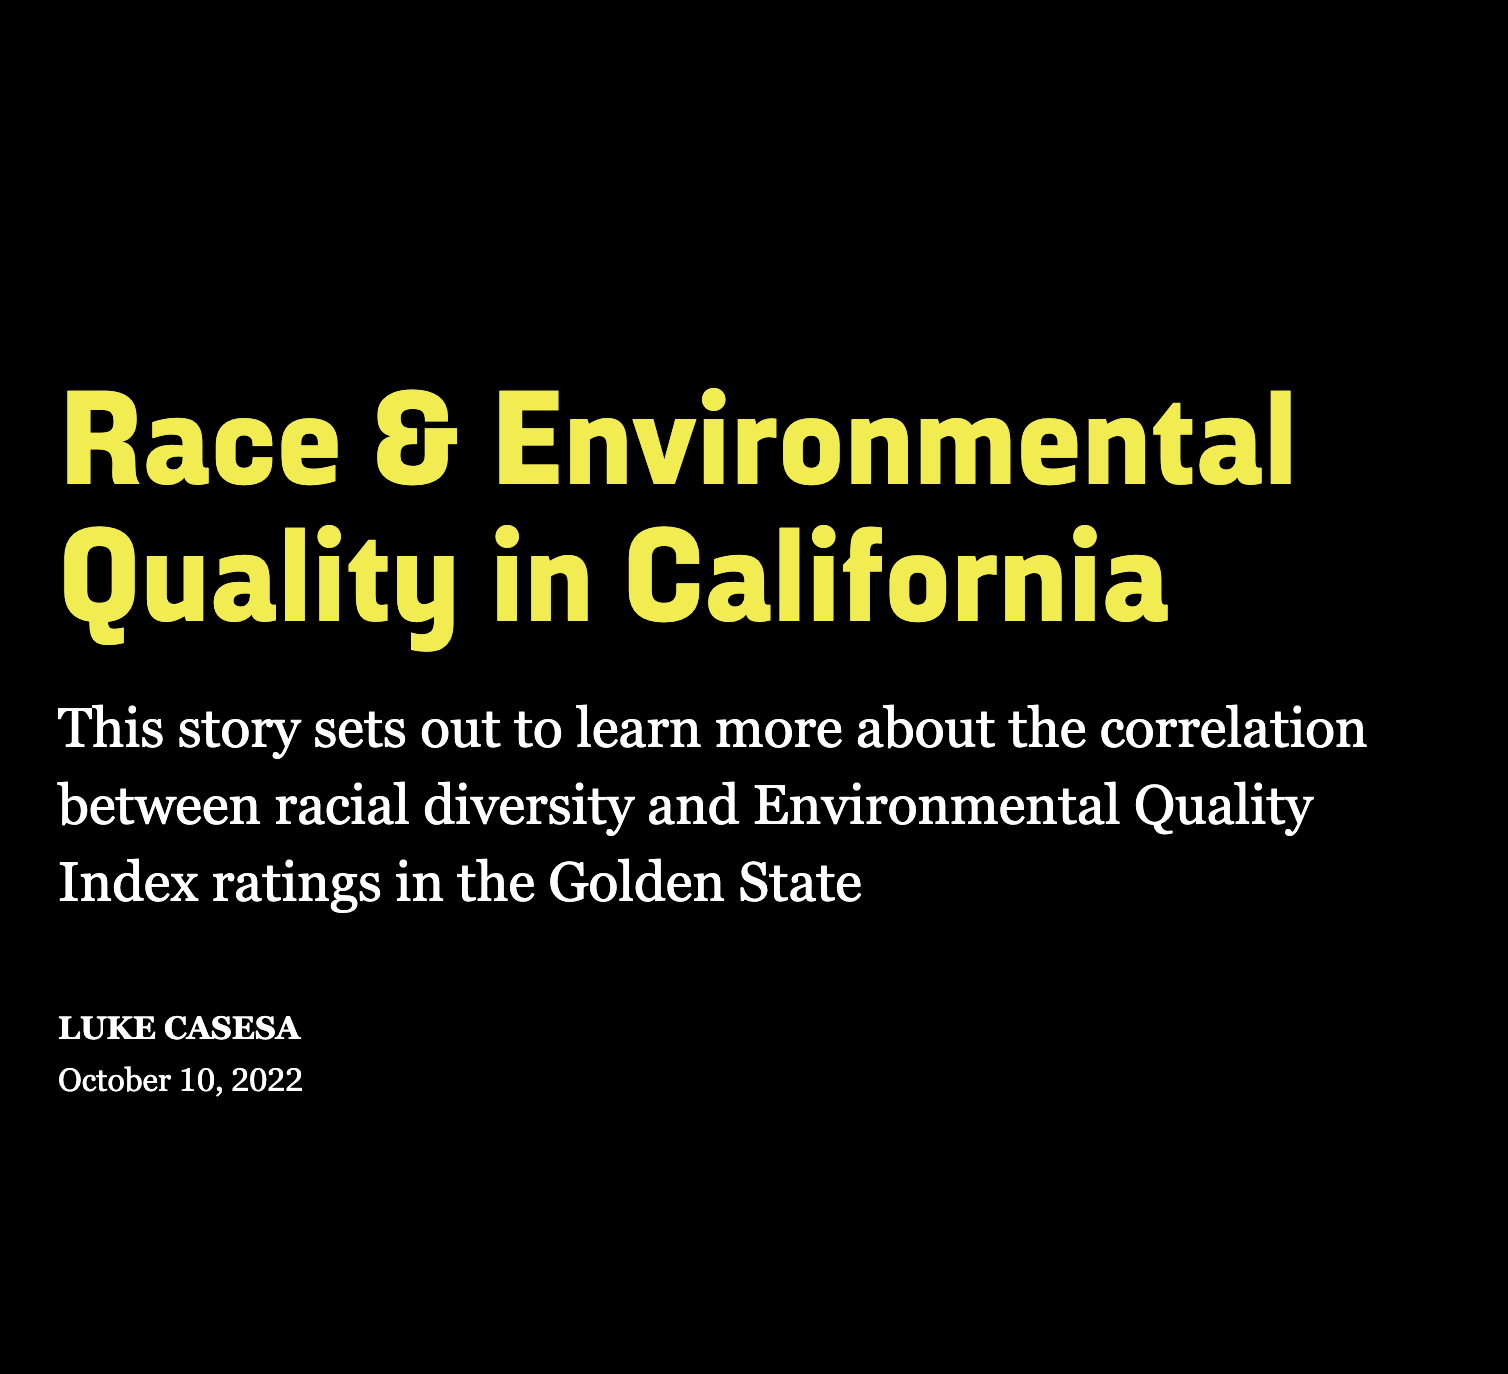 Race & Environmental
Quality in California
This story sets out to learn more about the correlation
between racial diversity and Environmental Quality
Index ratings in the Golden State
LUKE CASESA
October 10, 2022